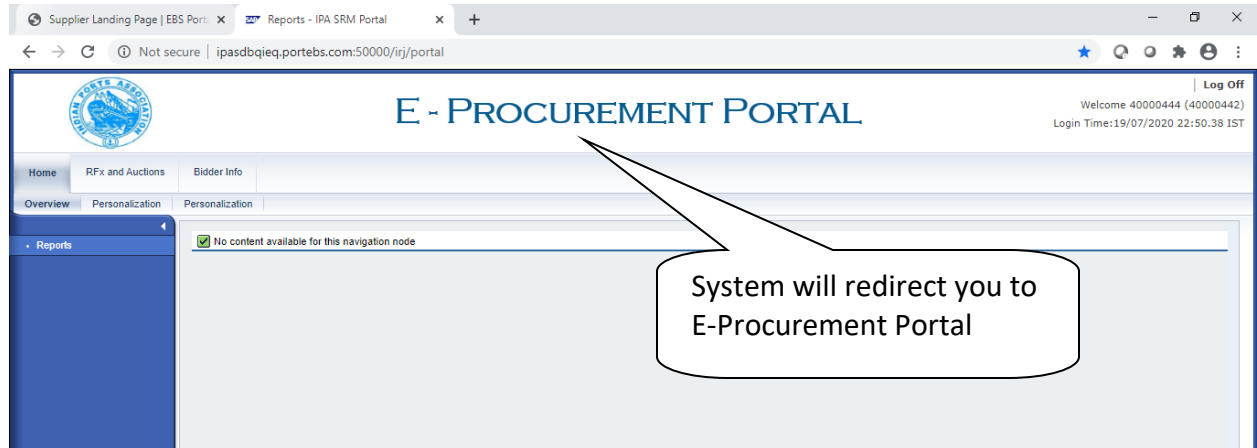 Supplier Landing Page | EBS Port
Reports - IPA SRM Portal
Not secure | ipasdbqieq.portebs.com:50000/irj/portal
INDIAN PORTS ASSOCIATION
E - PROCUREMENT PORTAL
Log Off
Welcome 40000444 (40000442)
Login Time:19/07/2020 22:50.38 IST
Home RFx and Auctions Bidder Info
Overview Personalization Personalization
Reports
No content available for this navigation node
System will redirect you to
E-Procurement Portal